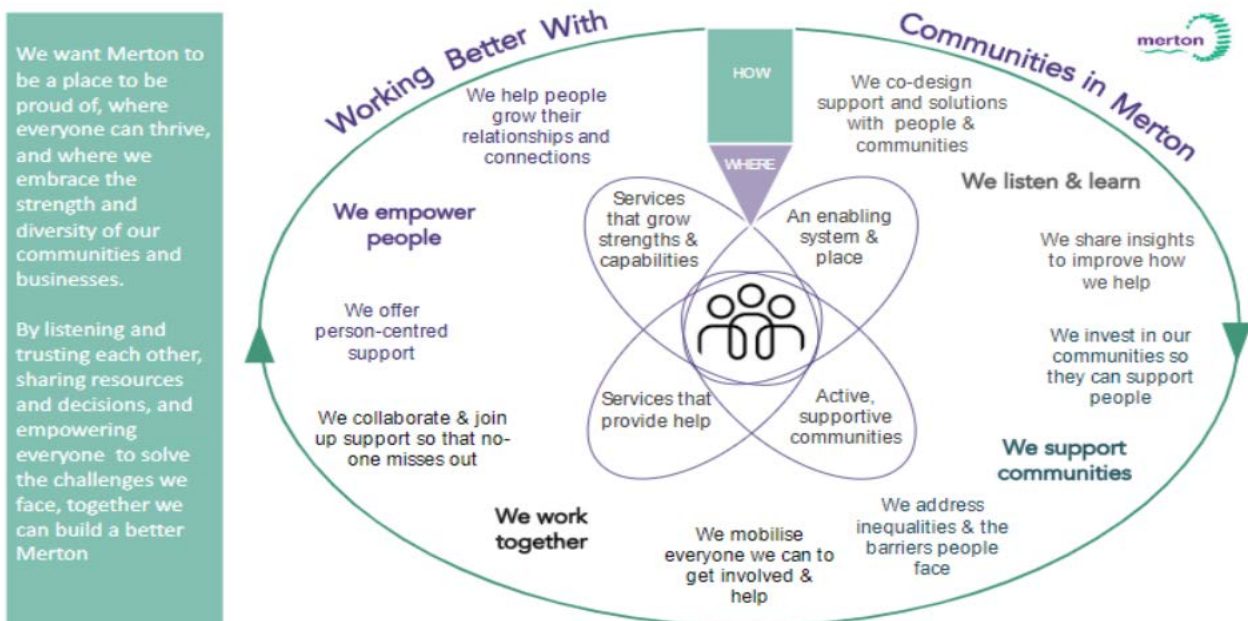 We want Merton to
be a place to be
proud of, where
everyone can thrive,
and where we
embrace the
strength and
diversity of our
communities and
businesses.
By listening and
trusting each other,
sharing resources
and decisions, and
empowering
everyone to solve
the challenges we
face, together we
can build a better
Merton
Working Better With
Communities in Merton
merton
HOW
WHERE
We co-design
support and solutions
with people &
communities
We listen & learn
We share insights
to improve how
we help
We invest in our
communities so
they can support
people
We support
communities
We address
inequalities & the
barriers people
face
We mobilise
everyone we can to
get involved &
help
We work
together
We collaborate & join
up support so that no-
one misses out
We offer
person-centred
support
We empower
people
We help people
grow their
relationships and
connections
Services
that grow
strengths &
capabilities
An enabling
system &
place
Services that
provide help
Active,
supportive
communities